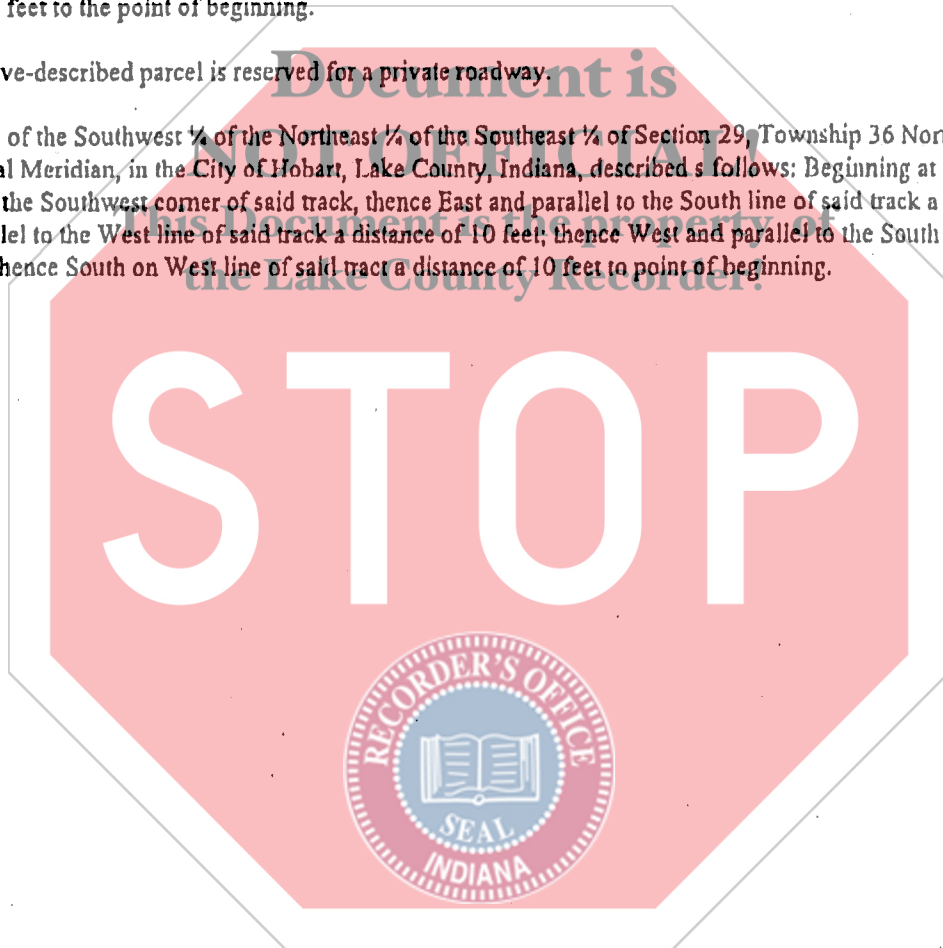 feet to the point of beginning.
ve-described parcel is reserved for a private roadway.
of the Southwest ¼ of the Northeast ¼ of the Southeast ¼ of Section 29, Township 36 Nor
al Meridian, in the City of Hobart, Lake County, Indiana, described s follows: Beginning at
the Southwest corner of said track, thence East and parallel to the South line of said track a
lel to the West line of said track a distance of 10 feet; thence West and parallel to the South
hence South on West line of said tract a distance of 10 feet to point of beginning.
Document is
NOT OFFICIAL!
This Document is the property of
the Lake County Recorder!
STOP
RECORDER'S OFFICE
SEAL
INDIANA